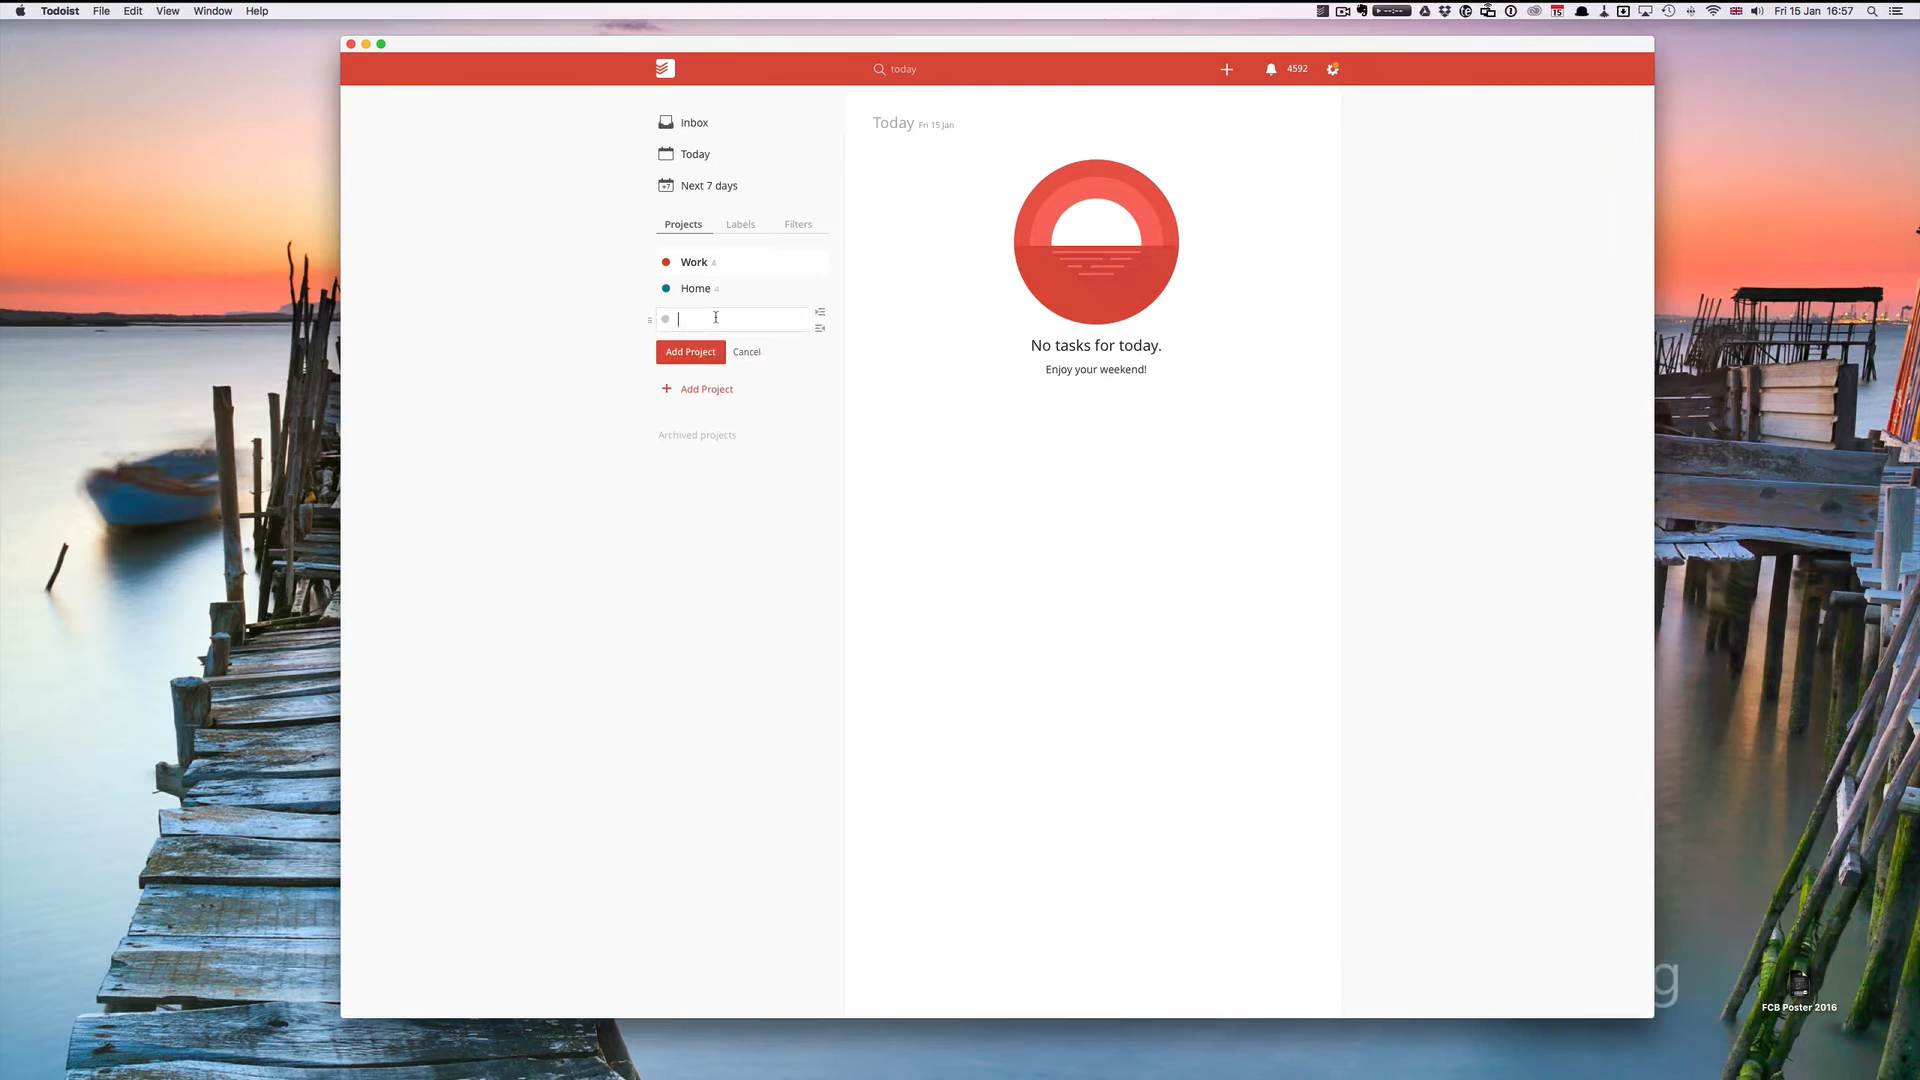 Todoist File Edit View Window Help
Fri 15 Jan 16:57
today
4592
Inbox
Today
Next 7 days
Projects Labels Filters
Work 4
Home 4
Add Project Cancel
Add Project
Archived projects
Today Fri 15 Jan
No tasks for today.
Enjoy your weekend!
g
FCB Poster 2016